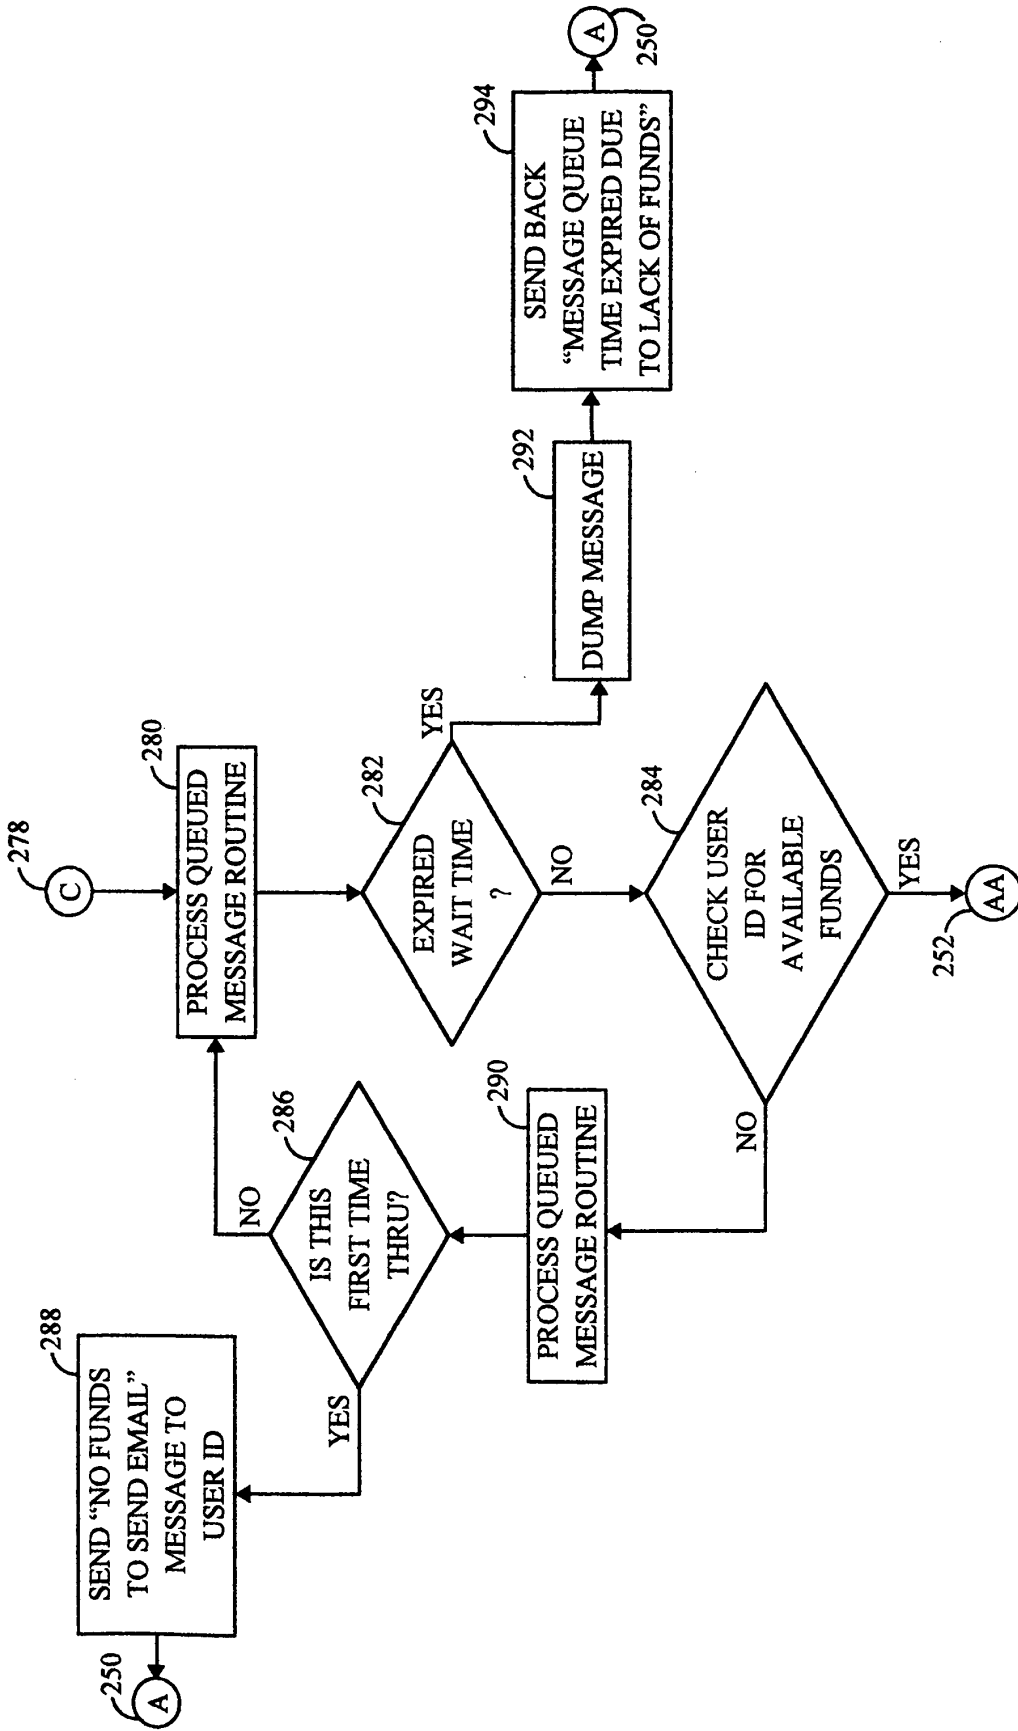 278
C
280
PROCESS QUEUED
MESSAGE ROUTINE
282
EXPIRED
WAIT TIME
?
YES
NO
292
DUMP MESSAGE
294
SEND BACK
“MESSAGE QUEUE
TIME EXPIRED DUE
TO LACK OF FUNDS”
A
250
284
CHECK USER
ID FOR
AVAILABLE
FUNDS
YES
252
AA
NO
290
PROCESS QUEUED
MESSAGE ROUTINE
286
IS THIS
FIRST TIME
THRU?
NO
YES
288
SEND “NO FUNDS
TO SEND EMAIL”
MESSAGE TO
USER ID
250
A